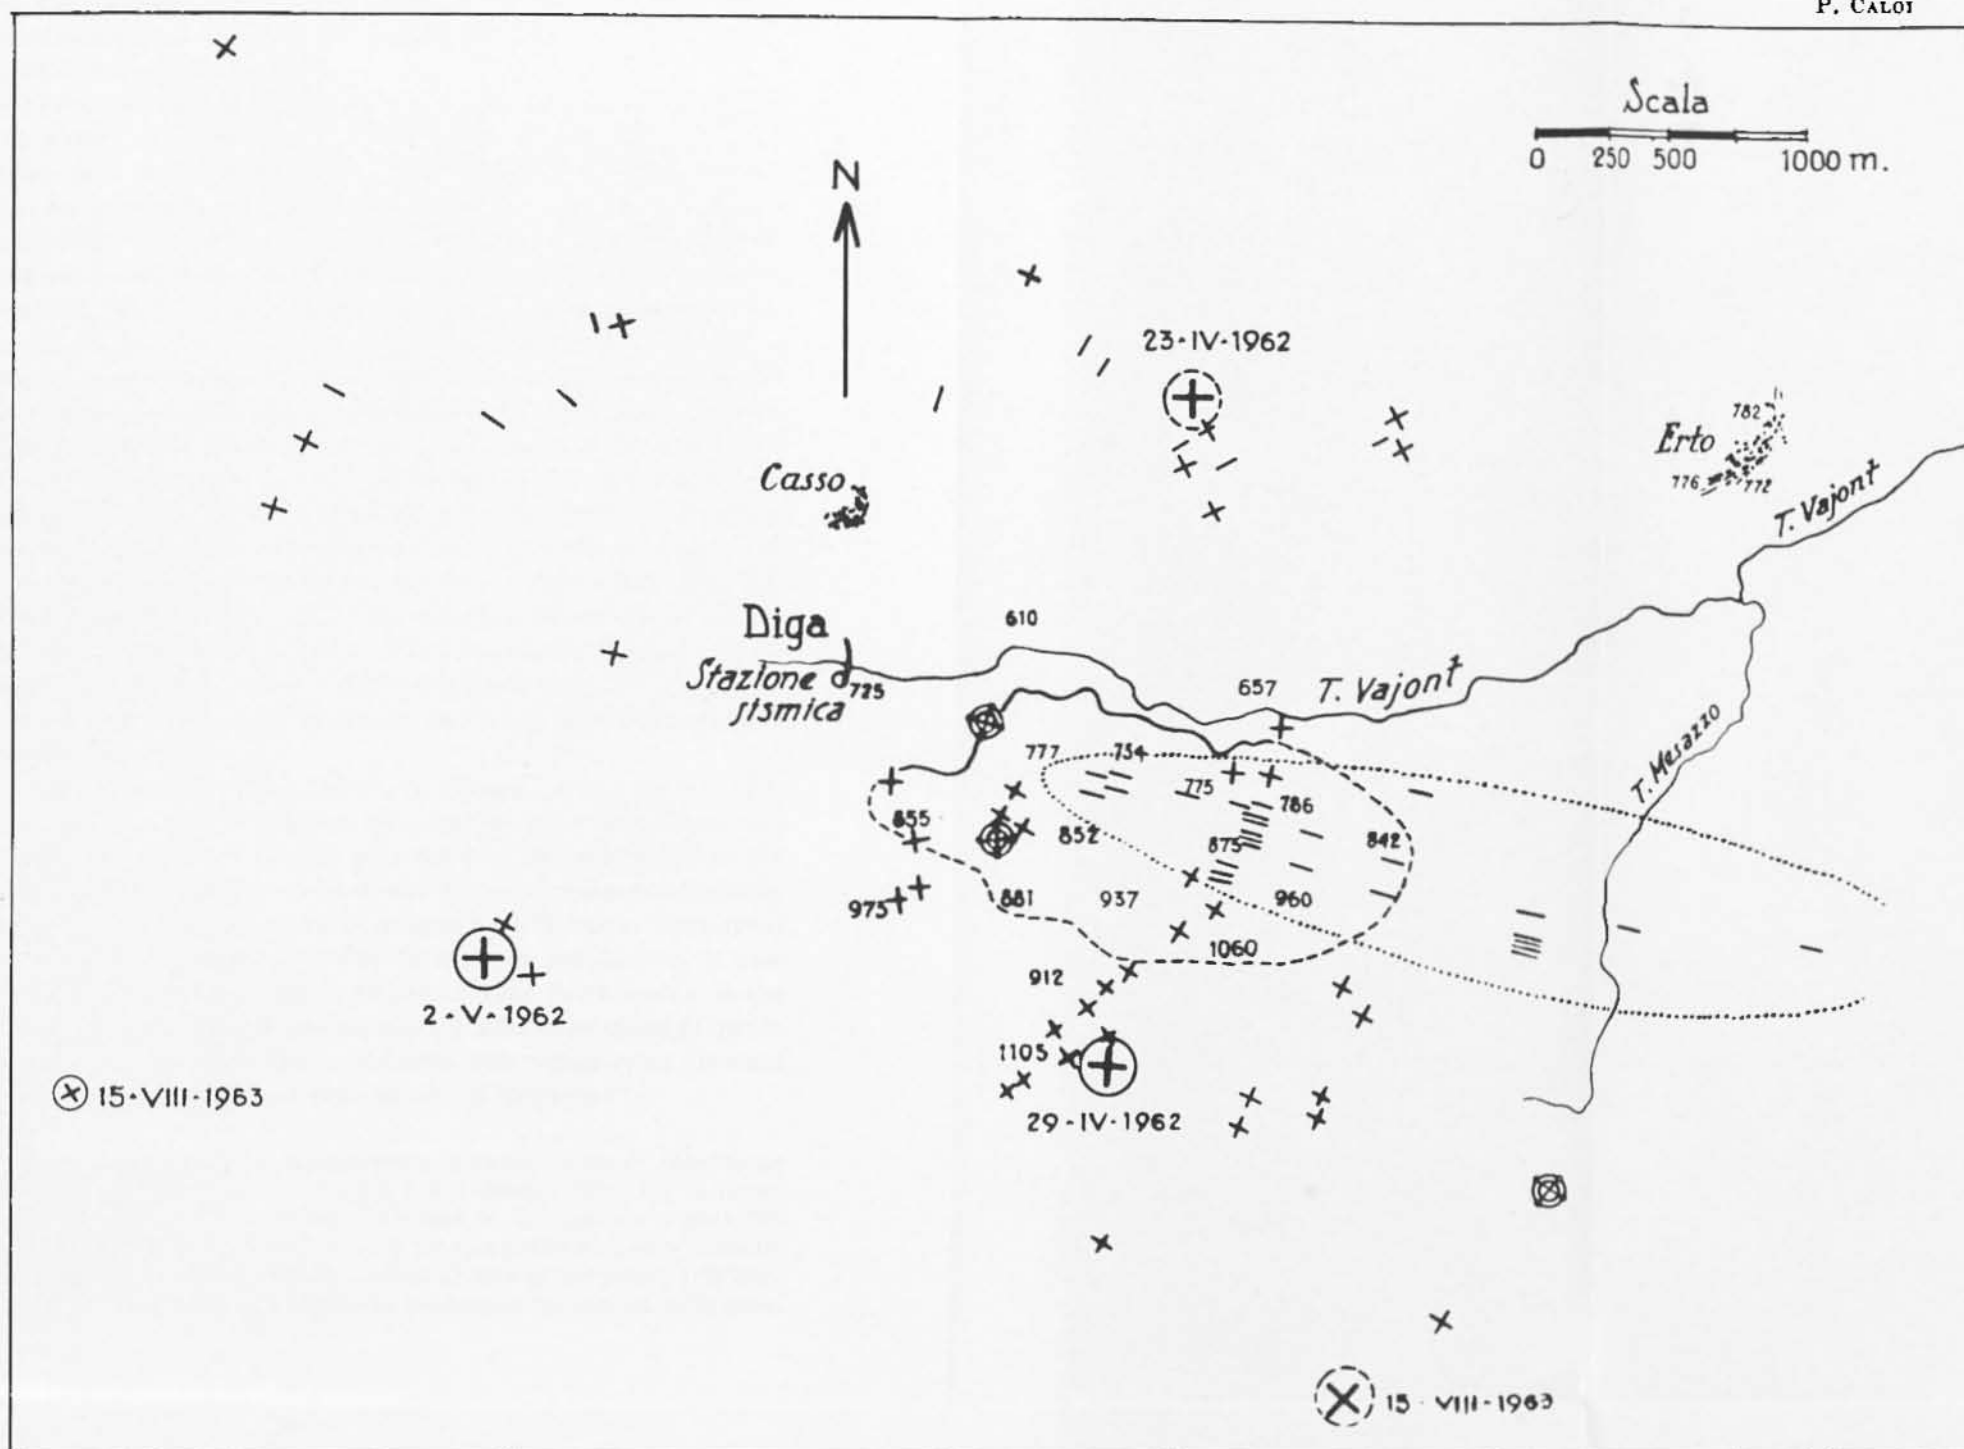 P. CALOI
Scala
0 250 500 1000 m.
N
23-IV-1962
782
Erto
776 772
Casso
T. Vajont
Diga
610
Stazione
725
sismica
657
T. Vajont
T. Mesazzo
777
754
775
786
855
852
875
842
881
937
960
975
1060
912
2-V-1962
1105
15-VIII-1963
29-IV-1962
15-VIII-1963